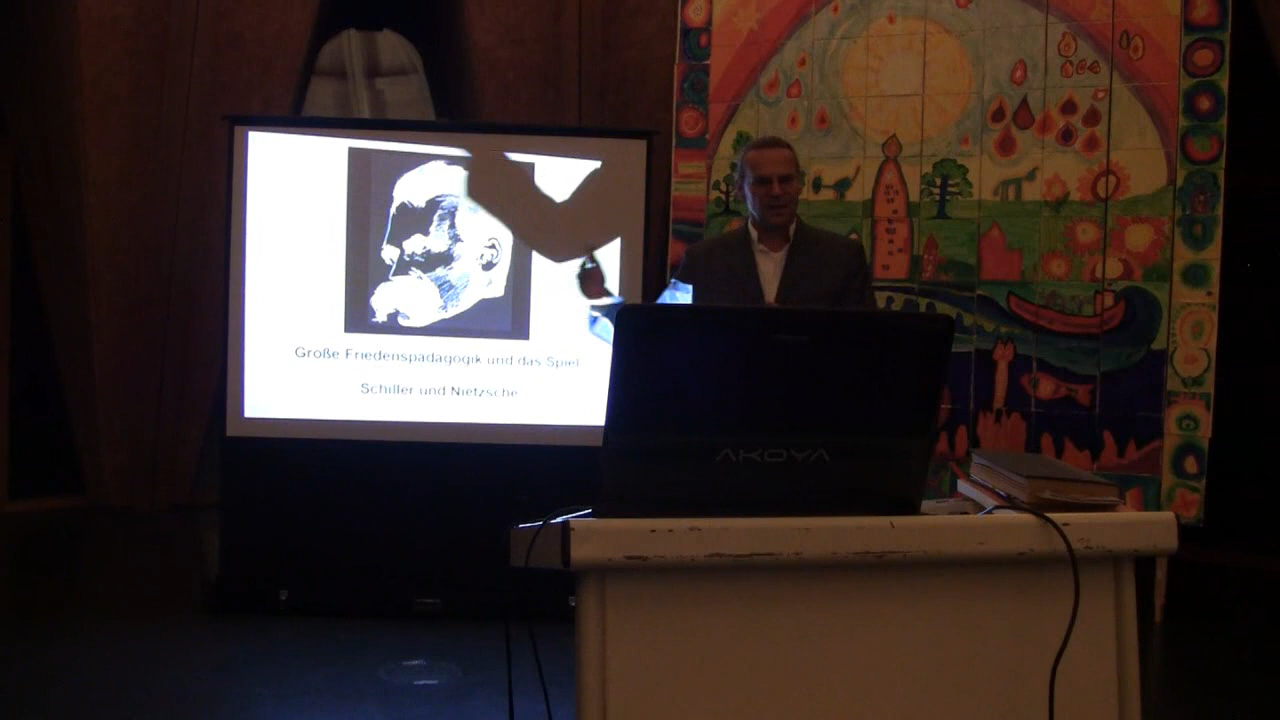 Große Friedenspädagogik und das Spiel
Schiller und Nietzsche
AKOYA